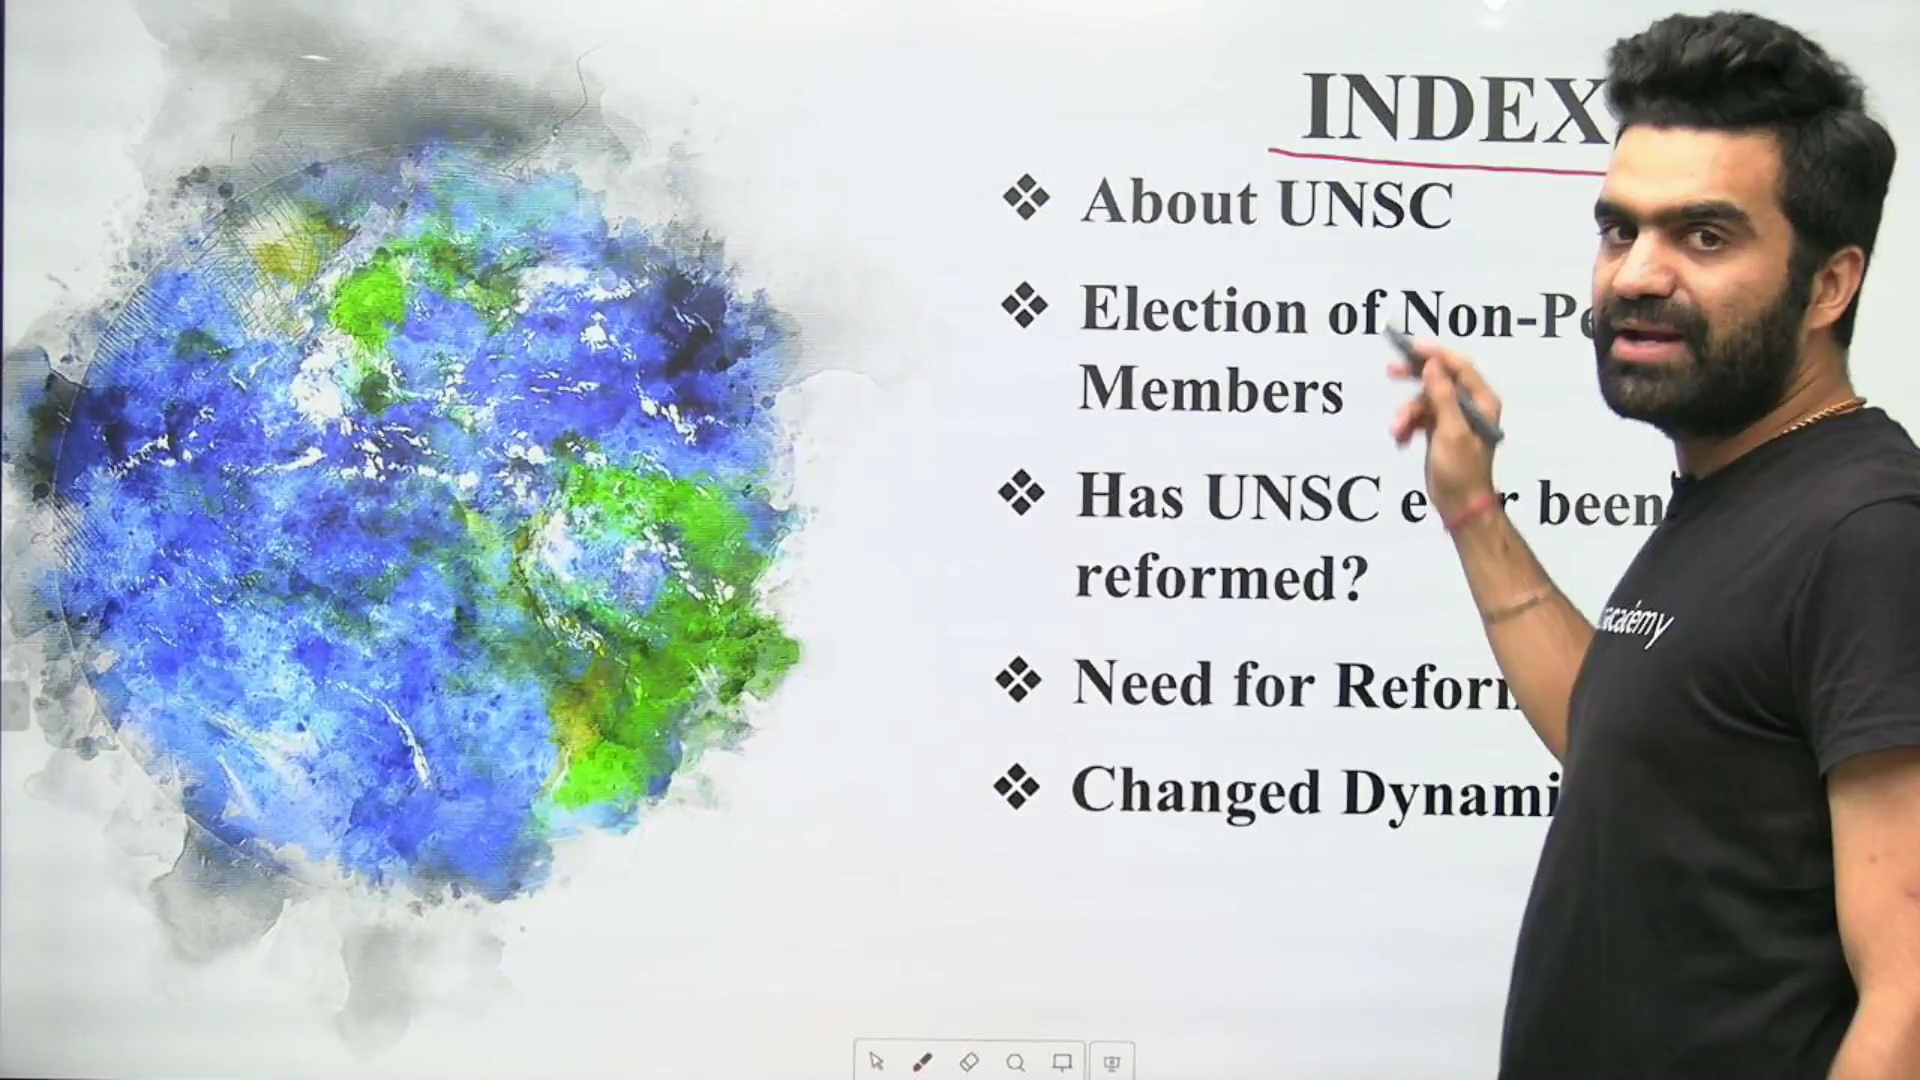 INDEX
About UNSC
Election of Non-Pe
Members
Has UNSC been
reformed?
Need for Refor
Changed Dynami
academy